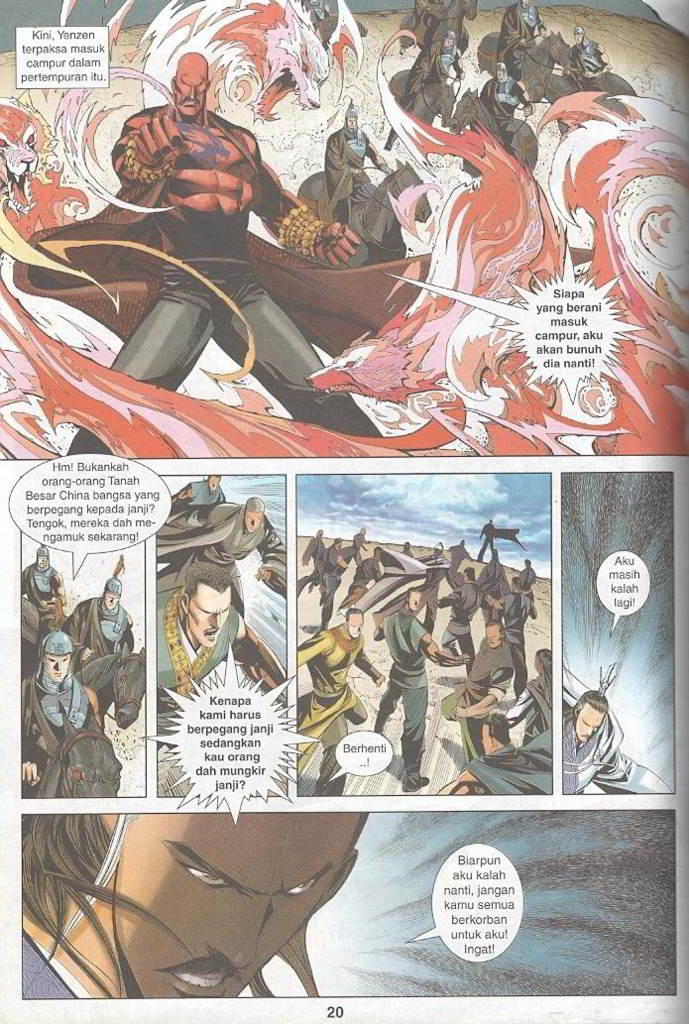 Kini, Yenzen
terpaksa masuk
campur dalam
pertempuran itu.
Siapa
yang berani
masuk
campur, aku
akan bunuh
dia nanti!
Hm! Bukankah
orang-orang Tanah
Besar China bangsa yang
berpegang kepada janji?
Tengok, mereka dah me-
ngamuk sekarang!
Kenapa
kami harus
berpegang janji
sedangkan
kau orang
dah mungkir
janji?
Berhenti
..!
Aku
masih
kalah
lagi!
Biarpun
aku kalah
nanti, jangan
kamu semua
berkorban
untuk aku!
Ingat!
20